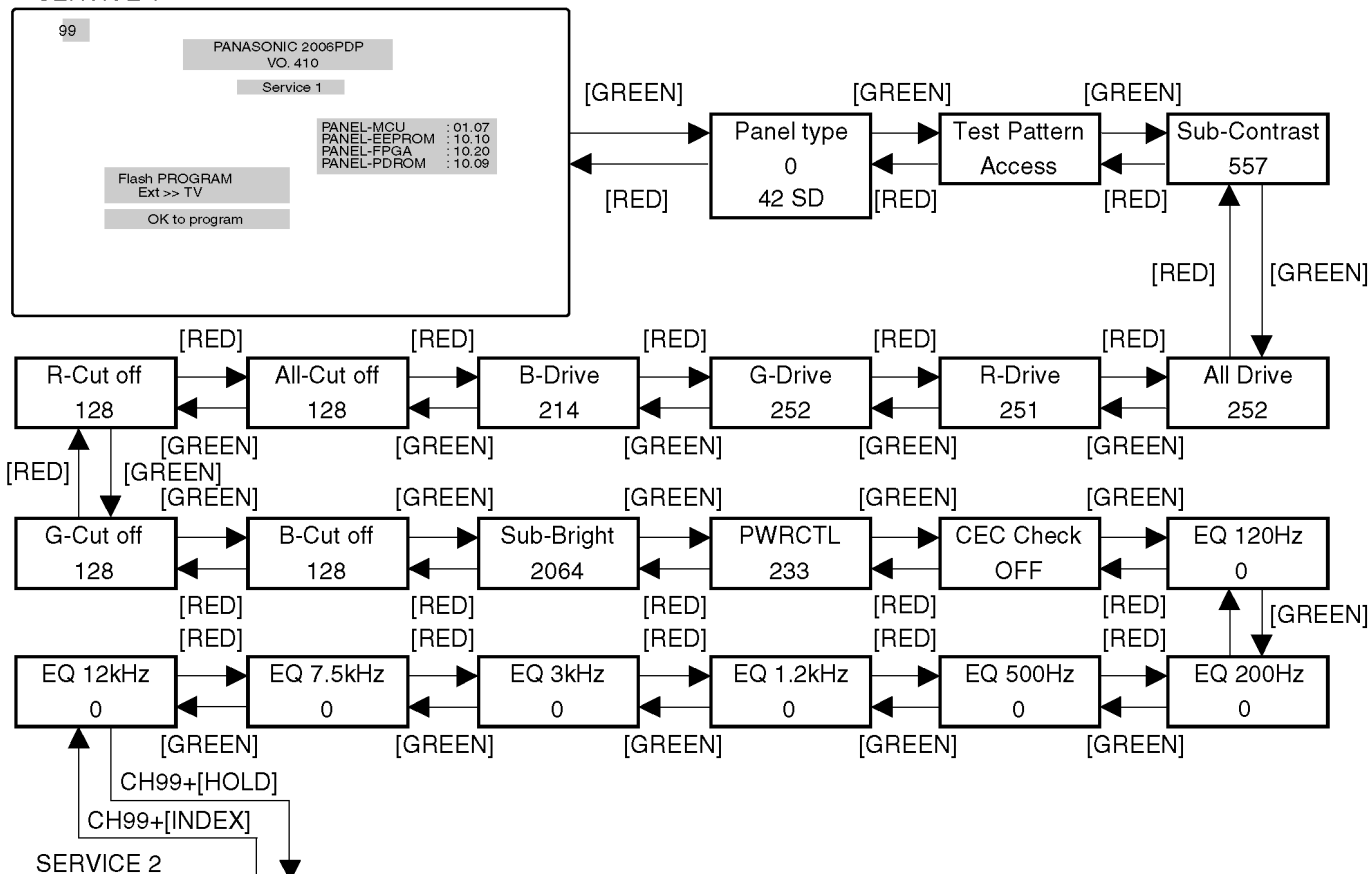 99
PANASONIC 2006PDP
VO. 410
Service 1
PANEL-MCU : 01.07
PANEL-EEPROM : 10.10
PANEL-FPGA : 10.20
PANEL-PDROM : 10.09
Flash PROGRAM
Ext >> TV
OK to program
[GREEN] [GREEN] [GREEN]
Panel type
0
42 SD
Test Pattern
Access
Sub-Contrast
557
[RED] [RED] [RED]
[RED] [GREEN]
[RED] [RED] [RED] [RED] [RED]
R-Cut off
128
All-Cut off
128
B-Drive
214
G-Drive
252
R-Drive
251
All Drive
252
[GREEN] [GREEN] [GREEN] [GREEN] [GREEN]
[RED] [GREEN]
[GREEN] [GREEN] [GREEN] [GREEN] [GREEN]
G-Cut off
128
B-Cut off
128
Sub-Bright
2064
PWRCTL
233
CEC Check
OFF
EQ 120Hz
0
[RED] [RED] [RED] [RED] [RED]
[GREEN]
[RED] [RED] [RED] [RED] [RED]
EQ 12kHz
0
EQ 7.5kHz
0
EQ 3kHz
0
EQ 1.2kHz
0
EQ 500Hz
0
EQ 200Hz
0
[GREEN] [GREEN] [GREEN] [GREEN] [GREEN]
CH99+[HOLD]
CH99+[INDEX]
SERVICE 2